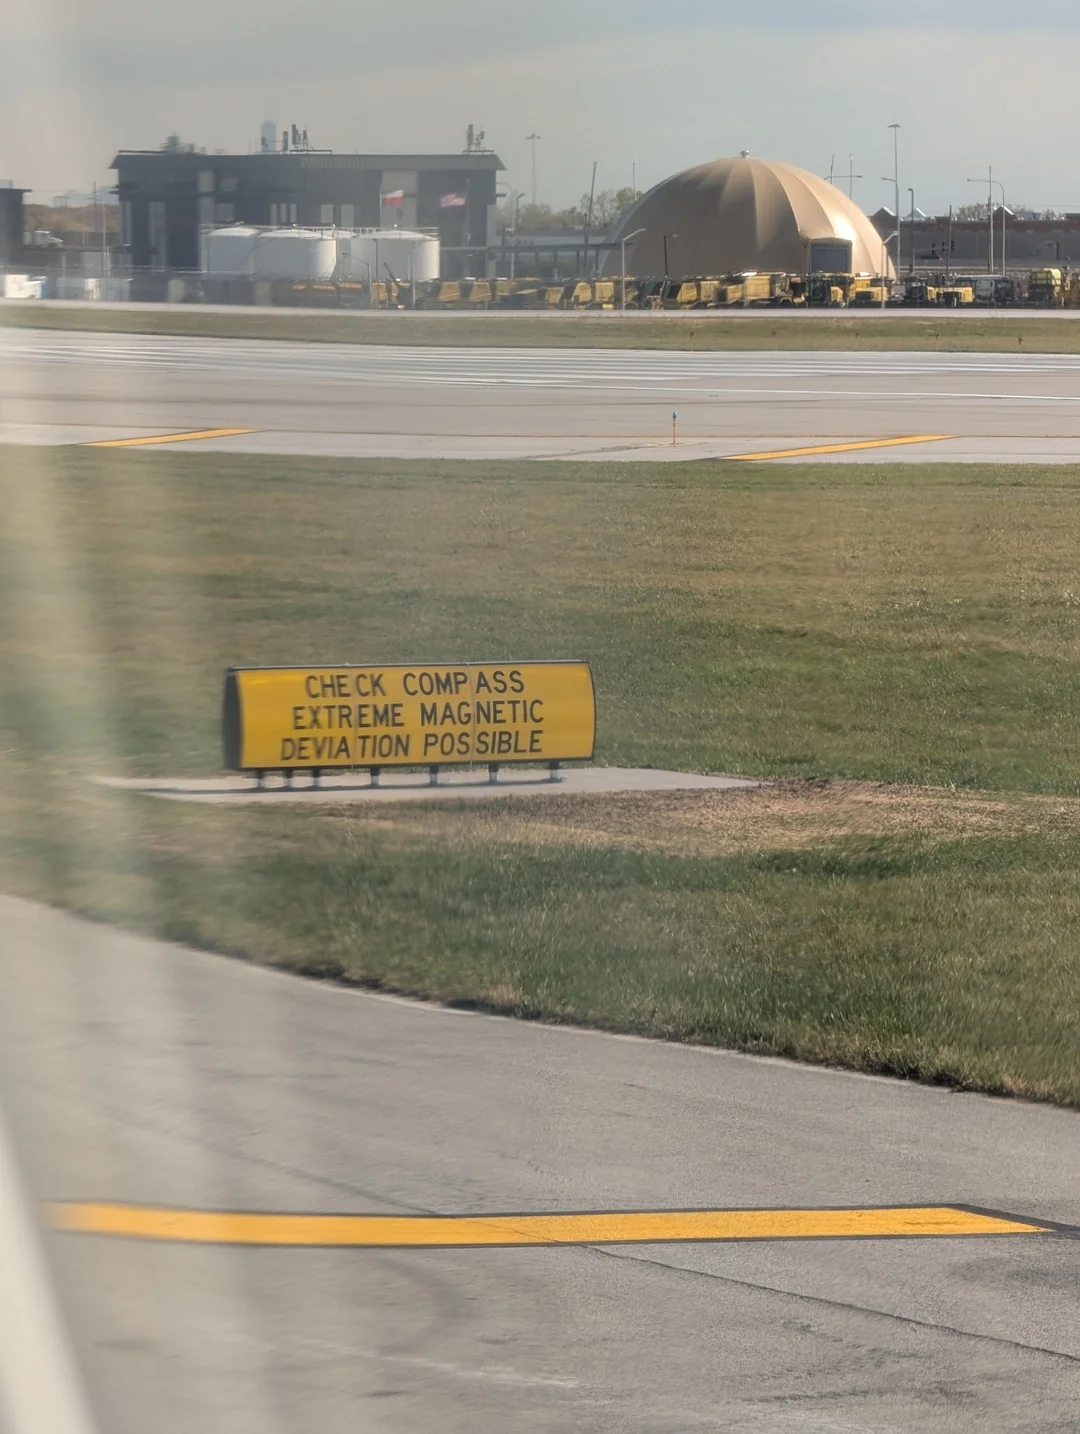 CHECK COMPASS
EXTREME MAGNETIC
DEVIATION POSSIBLE